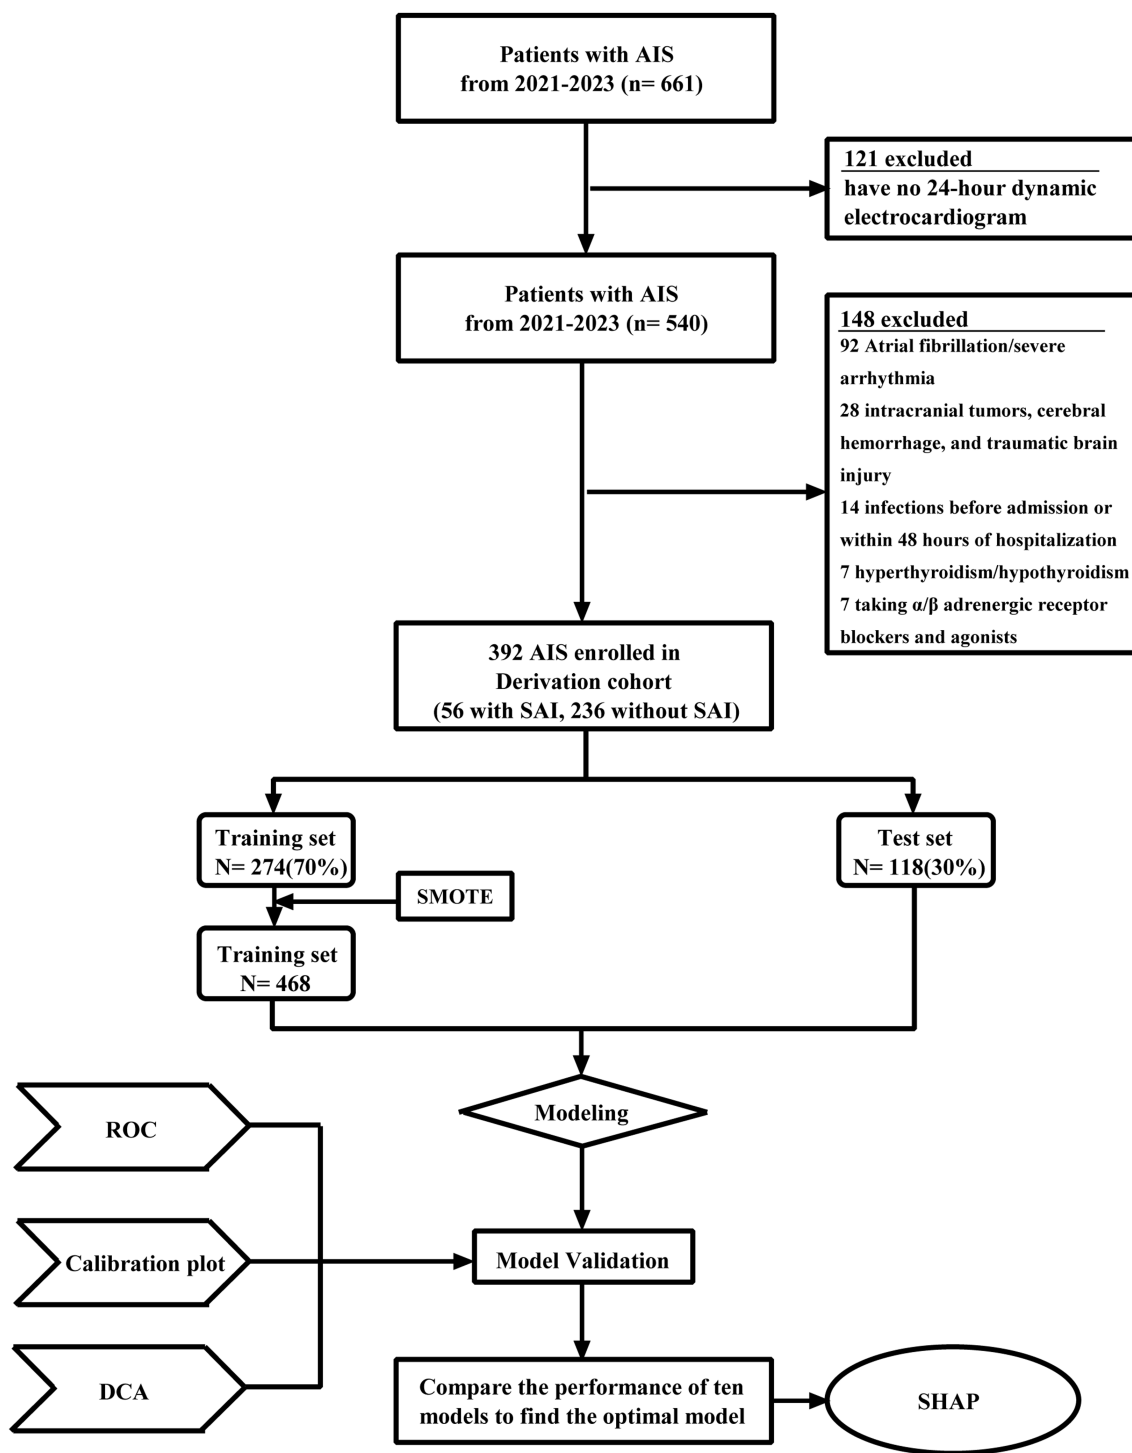 Patients with AIS
from 2021-2023 (n= 661)
121 excluded
have no 24-hour dynamic
electrocardiogram
Patients with AIS
from 2021-2023 (n= 540)
148 excluded
92 Atrial fibrillation/severe
arrhythmia
28 intracranial tumors, cerebral
hemorrhage, and traumatic brain
injury
14 infections before admission or
within 48 hours of hospitalization
7 hyperthyroidism/hypothyroidism
7 taking α/β adrenergic receptor
blockers and agonists
392 AIS enrolled in
Derivation cohort
(56 with SAI, 236 without SAI)
Training set
N= 274(70%)
Test set
N= 118(30%)
SMOTE
Training set
N= 468
Modeling
ROC
Calibration plot
DCA
Model Validation
Compare the performance of ten
models to find the optimal model
SHAP